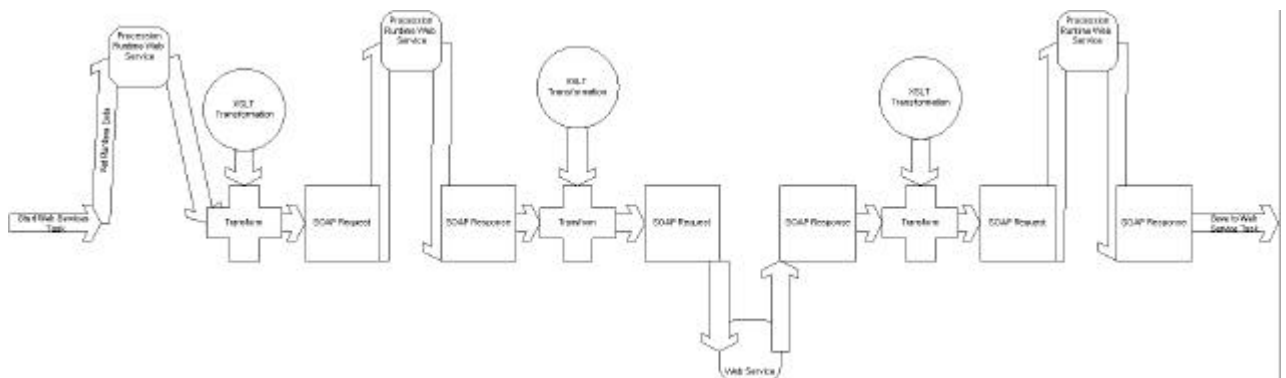 Procession
Runtime Web
Service
XSLT
Transformation
Get Runtime Data
Start Web Services
Task
Transform
SOAP Request
Procession
Runtime Web
Service
SOAP Response
XSLT
Transformation
Transform
SOAP Request
Web Service
SOAP Response
XSLT
Transformation
Transform
SOAP Request
Procession
Runtime Web
Service
SOAP Response
Save to Web
Service Task